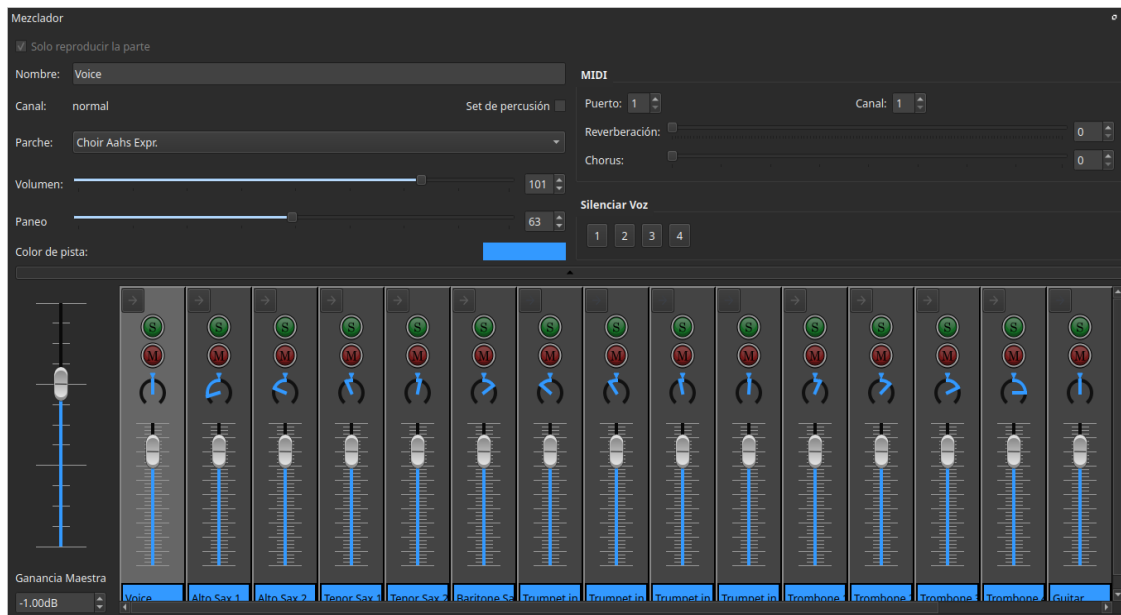 Mezclador
Solo reproducir la parte
Nombre: Voice
Canal: normal Set de percusión
Parche: Choir Aahs Expr.
Volumen: 101
Paneo 63
Color de pista:
MIDI
Puerto: 1 Canal: 1
Reverberación: 0
Chorus: 0
Silenciar Voz
1 2 3 4
S S S S S S S S S S S S S S S
M M M M M M M M M M M M M M M
Ganancia Maestra
-1.00dB
Voice Alto Sax 1 Alto Sax 2 Tenor Sax 1 Tenor Sax 2 Baritone Sa Trumpet in Trumpet in Trumpet in Trumpet in Trombone Trombone Trombone Trombone Guitar